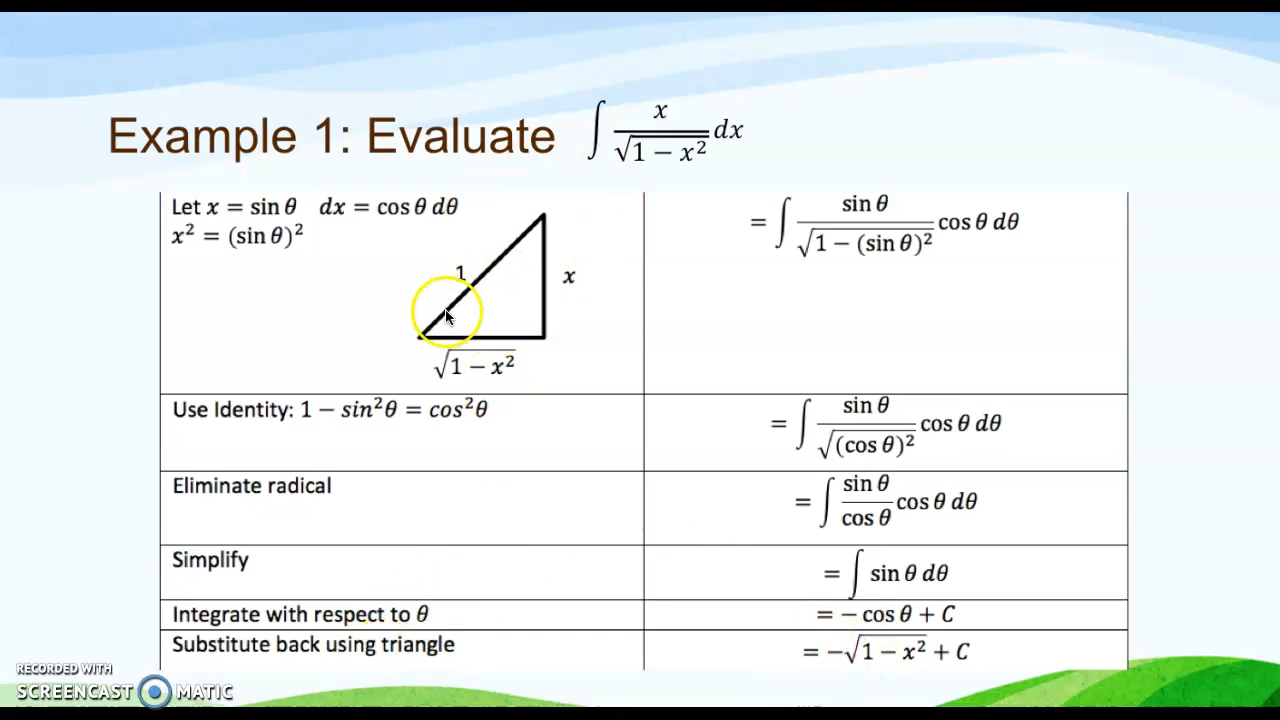 Example 1: Evaluate ∫ x/√(1 − x²) dx
Let x = sin θ dx = cos θ dθ
x² = (sin θ)²
1
x
√(1 − x²)
= ∫ sin θ/√(1 − (sin θ)²) cos θ dθ
Use Identity: 1 − sin²θ = cos²θ
= ∫ sin θ/√((cos θ)²) cos θ dθ
Eliminate radical
= ∫ sin θ/cos θ cos θ dθ
Simplify
= ∫ sin θ dθ
Integrate with respect to θ
= − cos θ + C
Substitute back using triangle
= −√(1 − x²) + C
RECORDED WITH
SCREENCAST MATIC